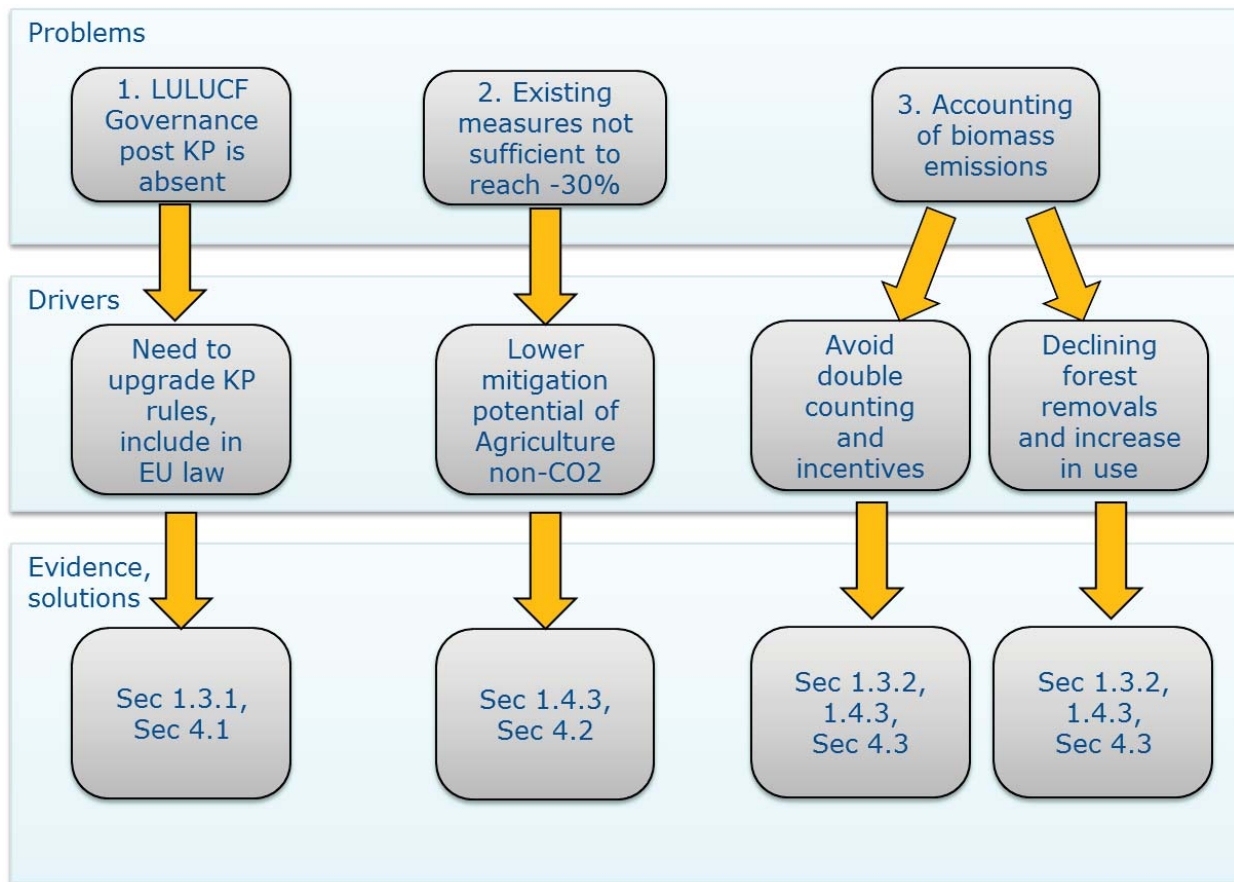 Problems
1. LULUCF
Governance
post KP is
absent
2. Existing
measures not
sufficient to
reach -30%
3. Accounting
of biomass
emissions
Drivers
Need to
upgrade KP
rules,
include in
EU law
Lower
mitigation
potential of
Agriculture
non-CO2
Avoid
double
counting
and
incentives
Declining
forest
removals
and increase
in use
Evidence,
solutions
Sec 1.3.1,
Sec 4.1
Sec 1.4.3,
Sec 4.2
Sec 1.3.2,
1.4.3,
Sec 4.3
Sec 1.3.2,
1.4.3,
Sec 4.3